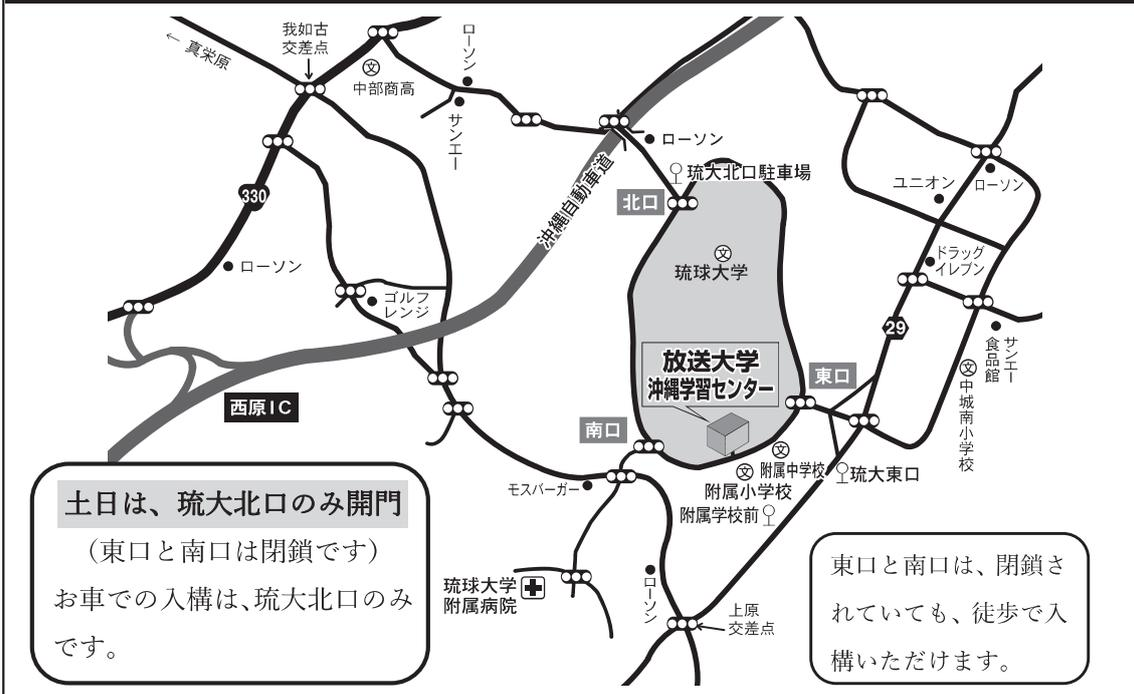 我如古
交差点
← 真栄原
中部商高
ローソン
サンエー
ローソン
330
ローソン
沖縄自動車道
琉大北口駐車場
北口
ユニオン
ローソン
琉球大学
ドラッグ
イレブン
ゴルフ
レンジ
29
サンエー
食品館
中城南小学校
放送大学
沖縄学習センター
東口
西原IC
南口
附属中学校
琉大東口
附属小学校
附属学校前
モスバーガー
琉球大学
附属病院
ローソン
上原
交差点
土日は、琉大北口のみ開門
（東口と南口は閉鎖です）
お車での入構は、琉大北口のみ
です。
東口と南口は、閉鎖さ
れていても、徒歩で入
構いただけます。
文
文
文
文
文